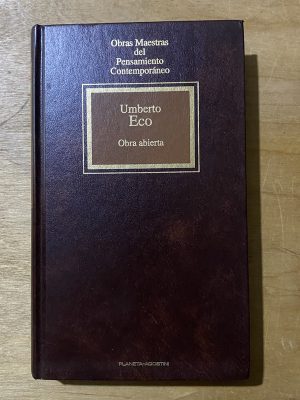 Obras Maestras
del
Pensamiento
Contemporáneo
Umberto
Eco
Obra abierta
PLANETA-AGOSTINI